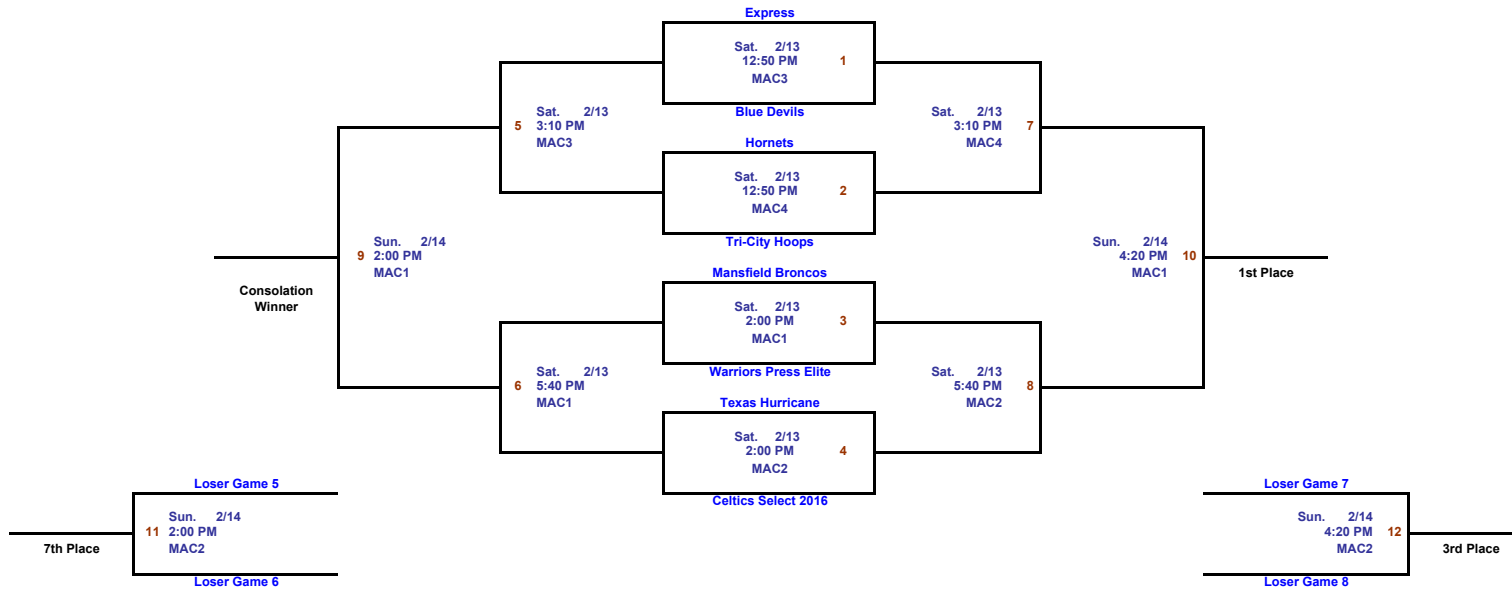 Express
Sat. 2/13
12:50 PM 1
MAC3
Blue Devils
Sat. 2/13
5 3:10 PM
MAC3
Sat. 2/13
3:10 PM 7
MAC4
Hornets
Sat. 2/13
12:50 PM 2
MAC4
Tri-City Hoops
Sun. 2/14
9 2:00 PM
MAC1
Consolation
Winner
Sun. 2/14
4:20 PM 10
MAC1
1st Place
Mansfield Broncos
Sat. 2/13
2:00 PM 3
MAC1
Warriors Press Elite
Sat. 2/13
6 5:40 PM
MAC1
Sat. 2/13
5:40 PM 8
MAC2
Texas Hurricane
Sat. 2/13
2:00 PM 4
MAC2
Celtics Select 2016
Loser Game 5
Sun. 2/14
11 2:00 PM
MAC2
7th Place
Loser Game 6
Loser Game 7
Sun. 2/14
4:20 PM 12
MAC2
3rd Place
Loser Game 8